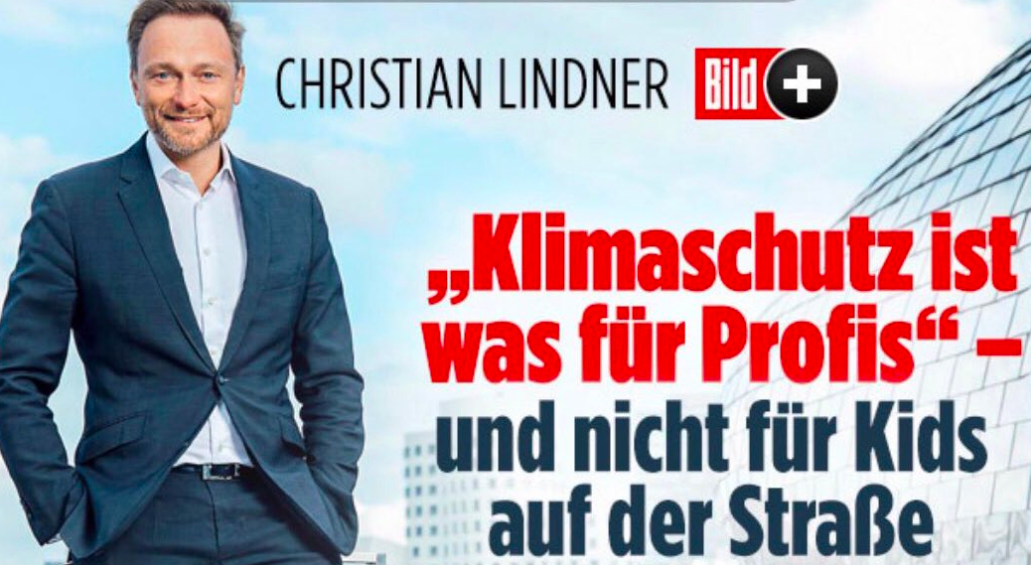 CHRISTIAN LINDNER Bild +
„Klimaschutz ist
was für Profis“ –
und nicht für Kids
auf der Straße